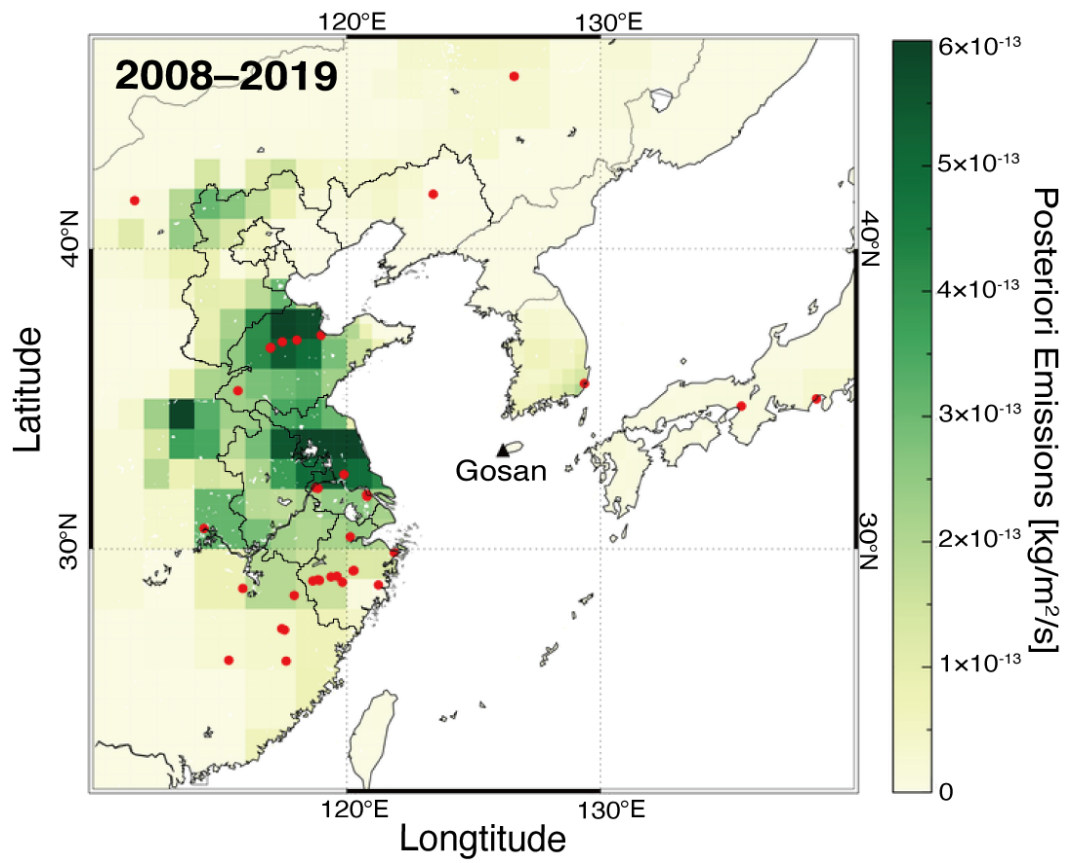 120°E 130°E
2008–2019
6×10-13
5×10-13
40°N 40°N
4×10-13
3×10-13
Gosan
30°N 30°N
2×10-13
1×10-13
0
120°E 130°E
Longtitude
Latitude
Posteriori Emissions [kg/m2/s]